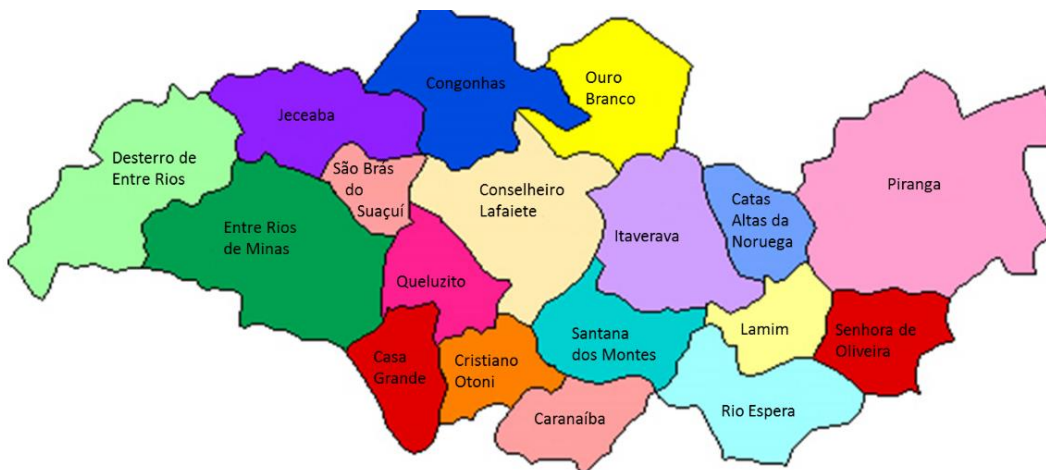 Congonhas
Ouro
Branco
Jeceaba
Desterro de
Entre Rios
São Brás
do
Suaçuí
Conselheiro
Lafaiete
Catas
Altas da
Noruega
Piranga
Entre Rios
de Minas
Itaverava
Queluzito
Santana
dos Montes
Lamim
Senhora de
Oliveira
Casa
Grande
Cristiano
Otoni
Caranaíba
Rio Espera